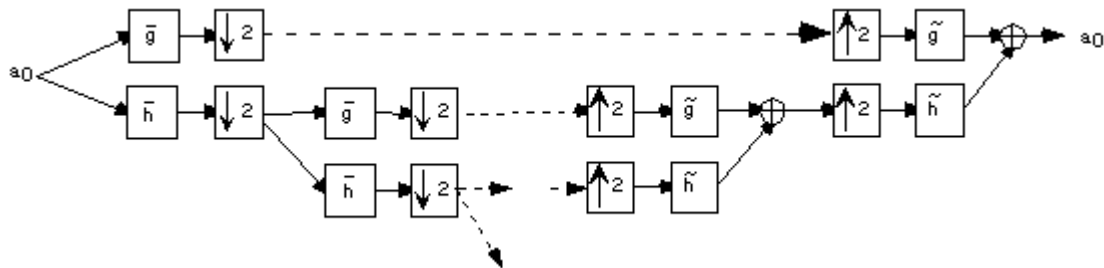 ḡ ↓2 ↑2 g̃ a0
a0
h̄ ↓2 ḡ ↓2 ↑2 g̃ ↑2 h̃
h̄ ↓2 ↑2 h̃